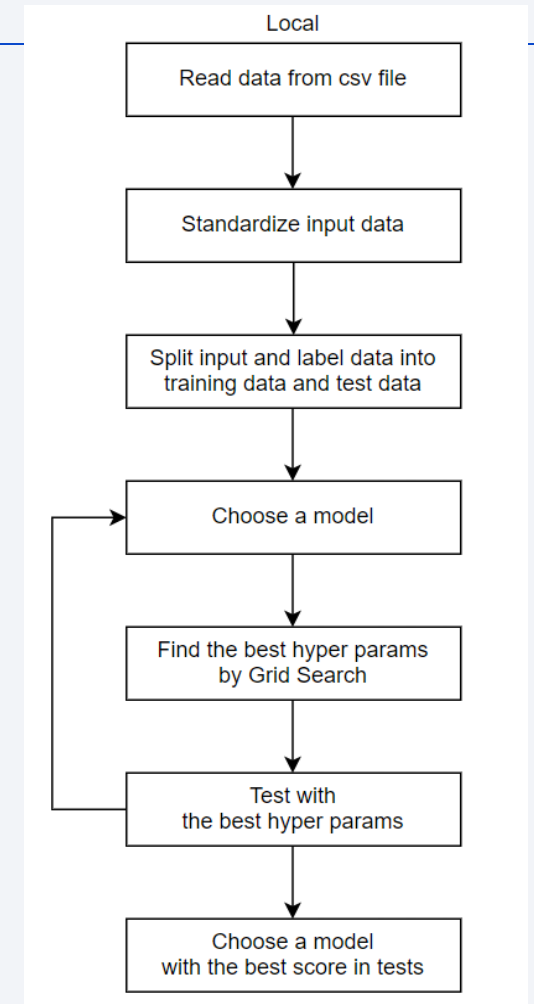 Local
Read data from csv file
Standardize input data
Split input and label data into
training data and test data
Choose a model
Find the best hyper params
by Grid Search
Test with
the best hyper params
Choose a model
with the best score in tests